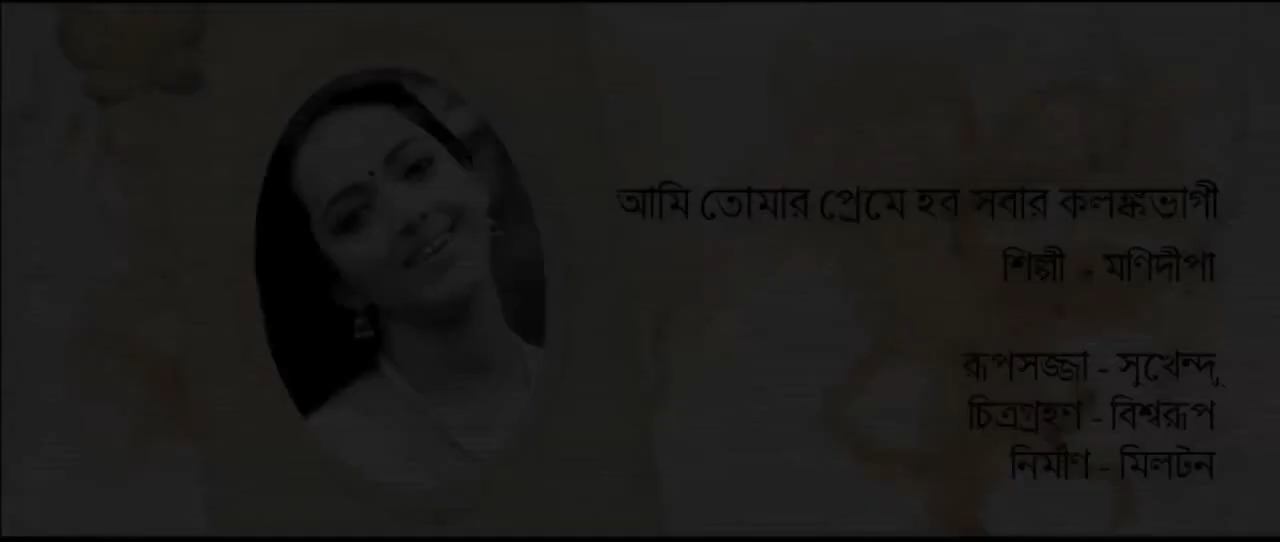 আমি তোমার প্রেমে হব সবার কলঙ্কভাগী
শিল্পী - মণিদীপা
রূপসজ্জা - সুখেন্দু
চিত্রগ্রহণ - বিশ্বরূপ
নির্মাণ - মিলটন